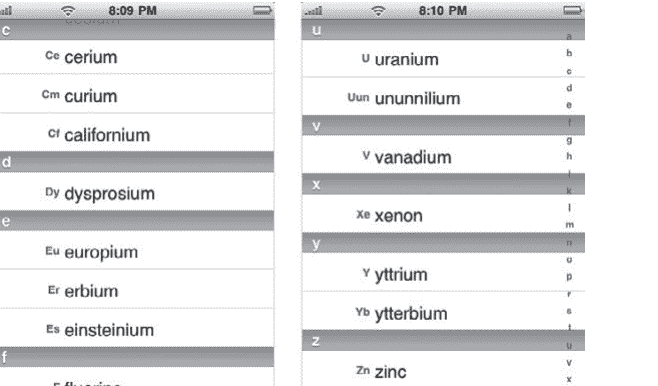 8:09 PM
c
Ce cerium
Cm curium
Cf californium
d
Dy dysprosium
e
Eu europium
Er erbium
Es einsteinium
f
8:10 PM
u
U uranium
Uun ununnilium
v
V vanadium
x
Xe xenon
y
Y yttrium
Yb ytterbium
z
Zn zinc
a
b
c
d
e
f
g
h
i
k
l
m
n
o
p
r
s
t
u
v
x